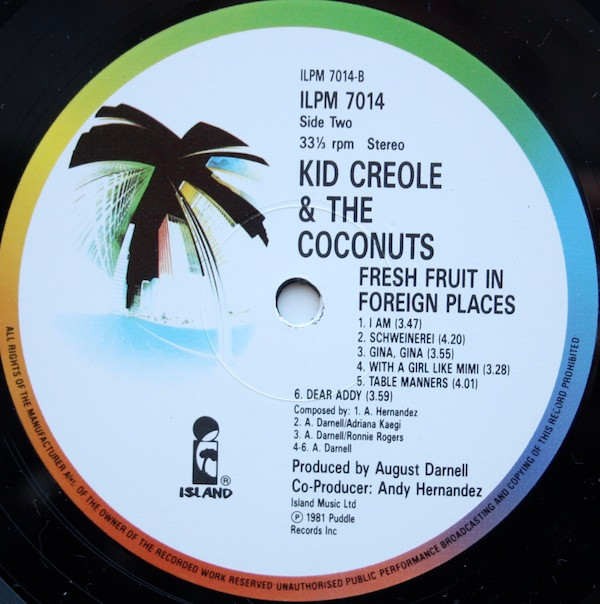 ILPM 7014-B
ILPM 7014
Side Two
33⅓ rpm Stereo
KID CREOLE
& THE
COCONUTS
FRESH FRUIT IN
FOREIGN PLACES
1. I AM (3.47)
2. SCHWEINEREI (4.20)
3. GINA, GINA (3.55)
4. WITH A GIRL LIKE MIMI (3.28)
5. TABLE MANNERS (4.01)
6. DEAR ADDY (3.59)
Composed by: 1. A. Hernandez
2. A. Darnell/Adriana Kaegi
3. A. Darnell/Ronnie Rogers
4-6. A. Darnell
Produced by August Darnell
Co-Producer: Andy Hernandez
Island Music Ltd
℗ 1981 Puddle
Records Inc
ISLAND®
ALL RIGHTS OF THE MANUFACTURER AND OF THE OWNER OF THE RECORDED WORK RESERVED UNAUTHORISED PUBLIC PERFORMANCE BROADCASTING AND COPYING OF THIS RECORD PROHIBITED